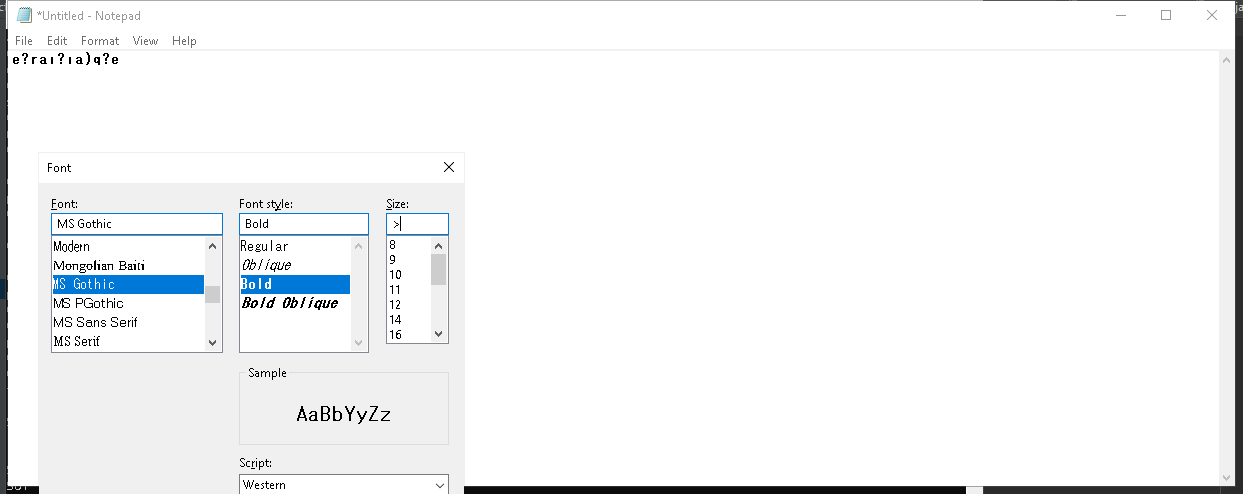 *Untitled - Notepad
File Edit Format View Help
e?raı?ıa)q?e
Font
Font: Font style: Size:
MS Gothic Bold >
Modern Regular 8
Mongolian Baiti Oblique 9
MS Gothic Bold 10
MS PGothic Bold Oblique 11
MS Sans Serif 12
MS Serif 14
16
Sample
AaBbYyZz
Script:
Western